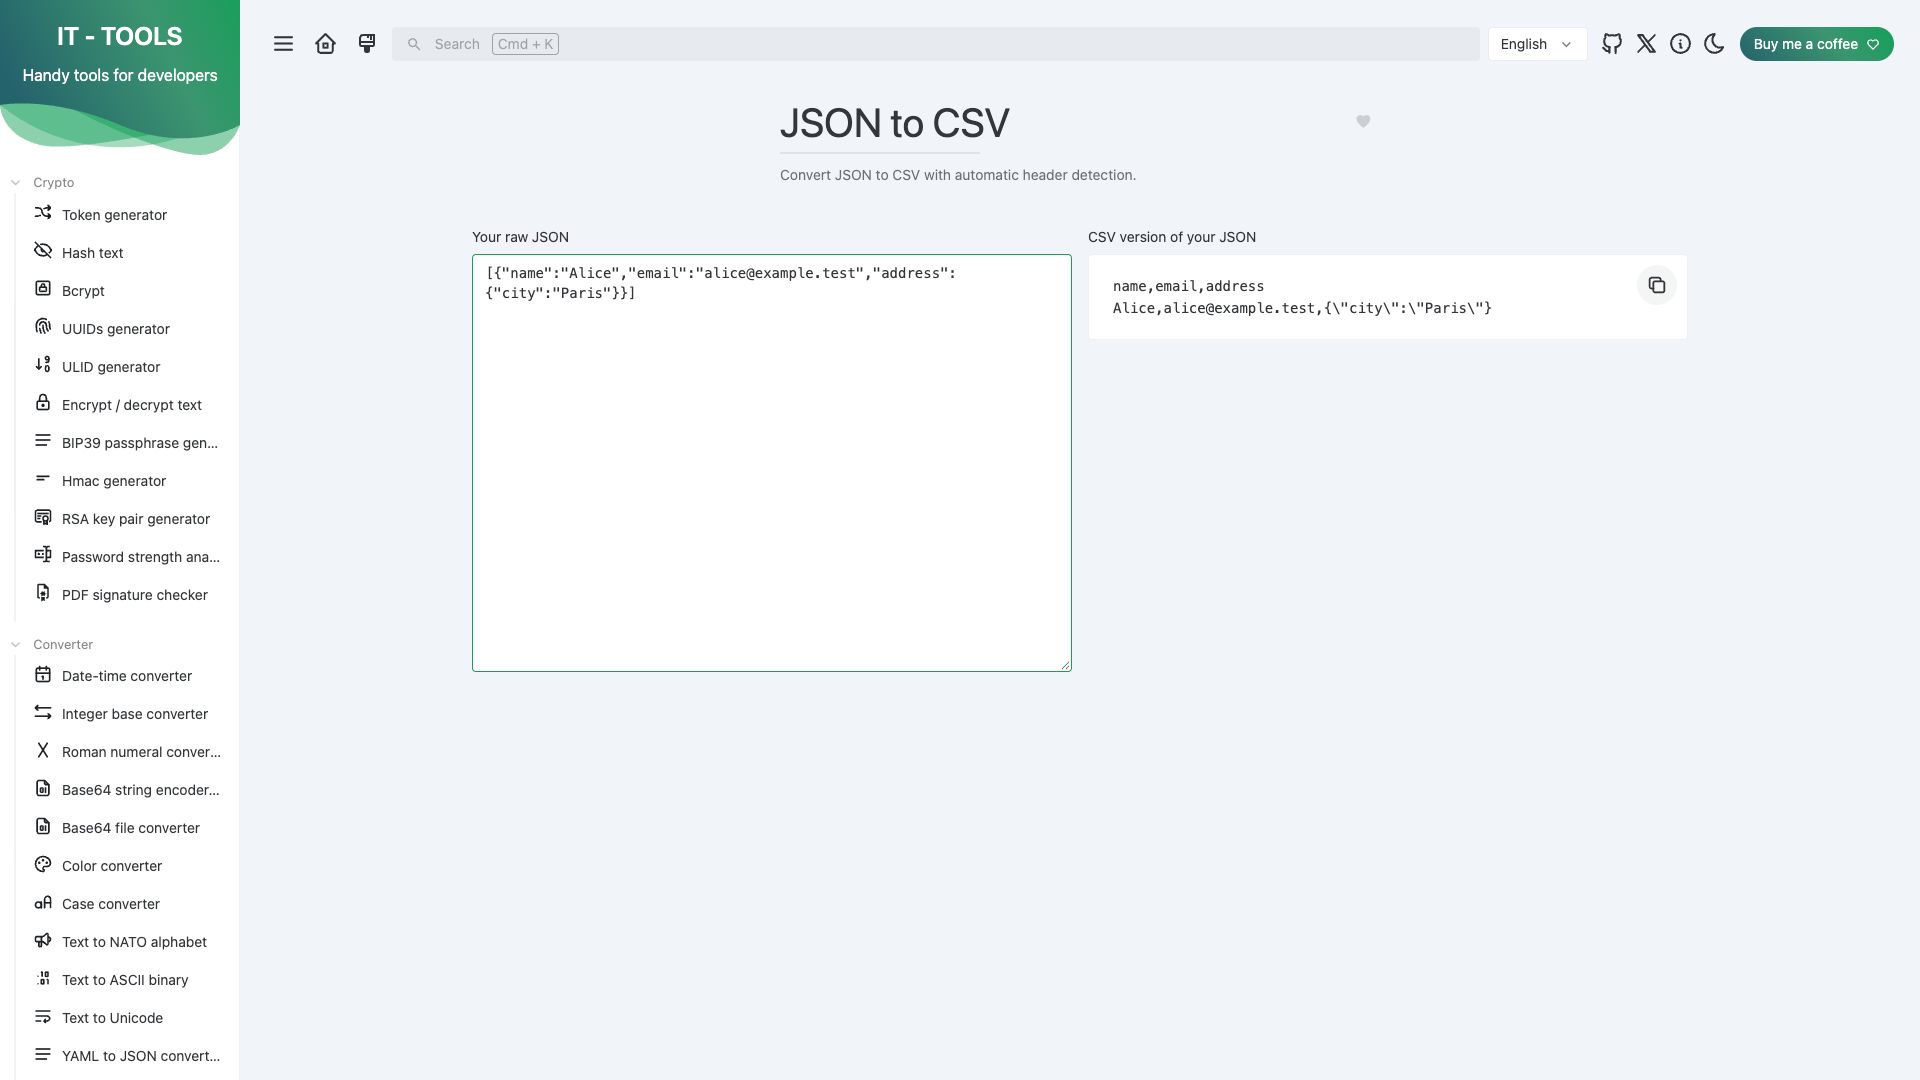 IT - TOOLS
Handy tools for developers
Search Cmd + K
English
Buy me a coffee
JSON to CSV
Convert JSON to CSV with automatic header detection.
Crypto
Token generator
Hash text
Bcrypt
UUIDs generator
ULID generator
Encrypt / decrypt text
BIP39 passphrase gen...
Hmac generator
RSA key pair generator
Password strength ana...
PDF signature checker
Converter
Date-time converter
Integer base converter
Roman numeral conver...
Base64 string encoder...
Base64 file converter
Color converter
Case converter
Text to NATO alphabet
Text to ASCII binary
Text to Unicode
YAML to JSON convert...
Your raw JSON
[{"name":"Alice","email":"alice@example.test","address":
{"city":"Paris"}}]
CSV version of your JSON
name,email,address
Alice,alice@example.test,{\"city\":\"Paris\"}